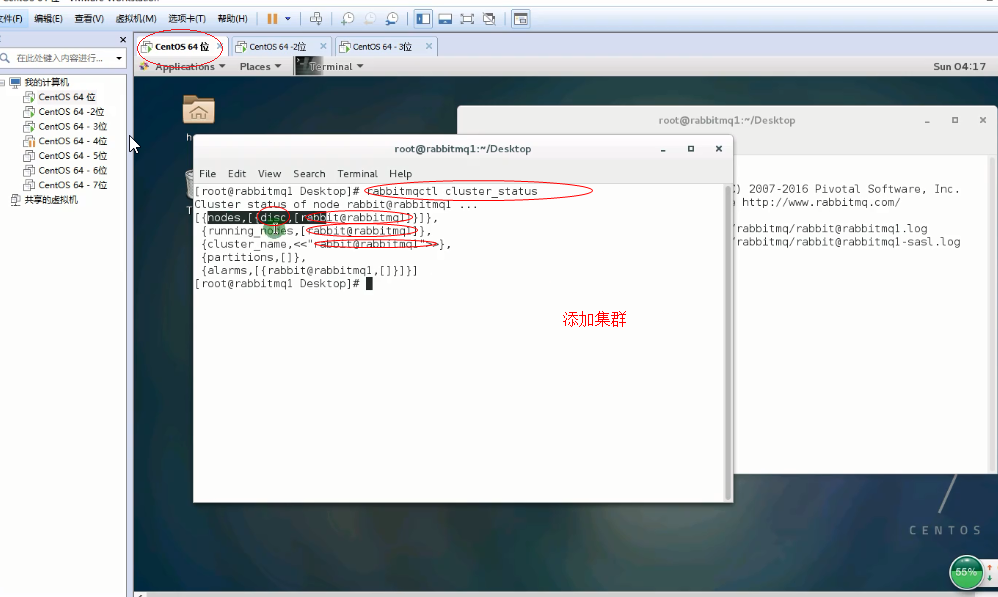 文件(F) 编辑(E) 查看(V) 虚拟机(M) 选项卡(T) 帮助(H)
在此处键入内容进行...
我的计算机
CentOS 64 位
CentOS 64 -2位
CentOS 64 - 3位
CentOS 64 - 4位
CentOS 64 - 5位
CentOS 64 - 6位
CentOS 64 - 7位
共享的虚拟机
CentOS 64 位 CentOS 64 -2位 CentOS 64 - 3位
Applications Places Terminal Sun 04:17
root@rabbitmq1:~/Desktop
2007-2016 Pivotal Software, Inc.
http://www.rabbitmq.com/
/rabbitmq/rabbit@rabbitmq1.log
/rabbitmq/rabbit@rabbitmq1-sasl.log
root@rabbitmq1:~/Desktop
File Edit View Search Terminal Help
[root@rabbitmq1 Desktop]# rabbitmqctl cluster_status
Cluster status of node rabbit@rabbitmq1 ...
[{nodes,[{disc,[rabbit@rabbitmq1]}]},
{running_nodes,[rabbit@rabbitmq1]},
{cluster_name,<<"rabbit@rabbitmq1">>},
{partitions,[]},
{alarms,[{rabbit@rabbitmq1,[]}]}]
[root@rabbitmq1 Desktop]#
添加集群
CENTOS
55%